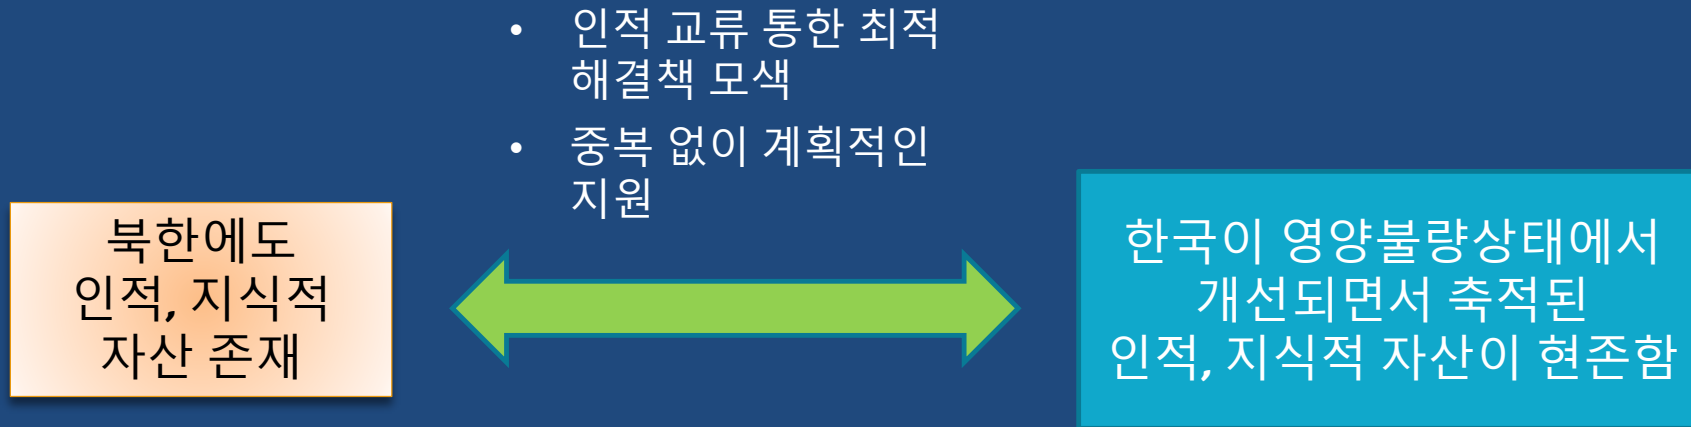 • 인적 교류 통한 최적
해결책 모색
• 중복 없이 계획적인
지원
북한에도
인적, 지식적
자산 존재
한국이 영양불량상태에서
개선되면서 축적된
인적, 지식적 자산이 현존함